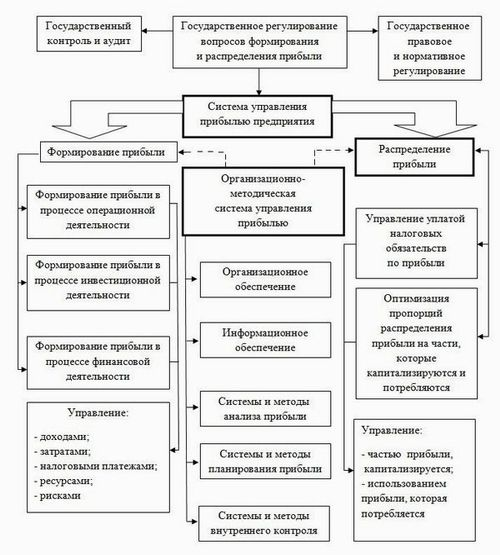 Государственный
контроль и аудит
Государственное регулирование
вопросов формирования
и распределения прибыли
Государственное
правовое
и нормативное
регулирование
Система управления
прибылью предприятия
Формирование прибыли
Распределение
прибыли
Организационно-
методическая
система управления
прибылью
Формирование прибыли в
процессе операционной
деятельности
Формирование прибыли в
процессе инвестиционной
деятельности
Формирование прибыли в
процессе финансовой
деятельности
Управление:
- доходами;
- затратами;
- налоговыми платежами;
- ресурсами;
- рисками
Организационное
обеспечение
Информационное
обеспечение
Системы и методы
анализа прибыли
Системы и методы
планирования прибыли
Системы и методы
внутреннего контроля
Управление уплатой
налоговых
обязательств
по прибыли
Оптимизация
пропорций
распределения
прибыли на части,
которые
капитализируются и
потребляются
Управление:
- частью прибыли,
капитализируется;
- использованием
прибыли, которая
потребляется